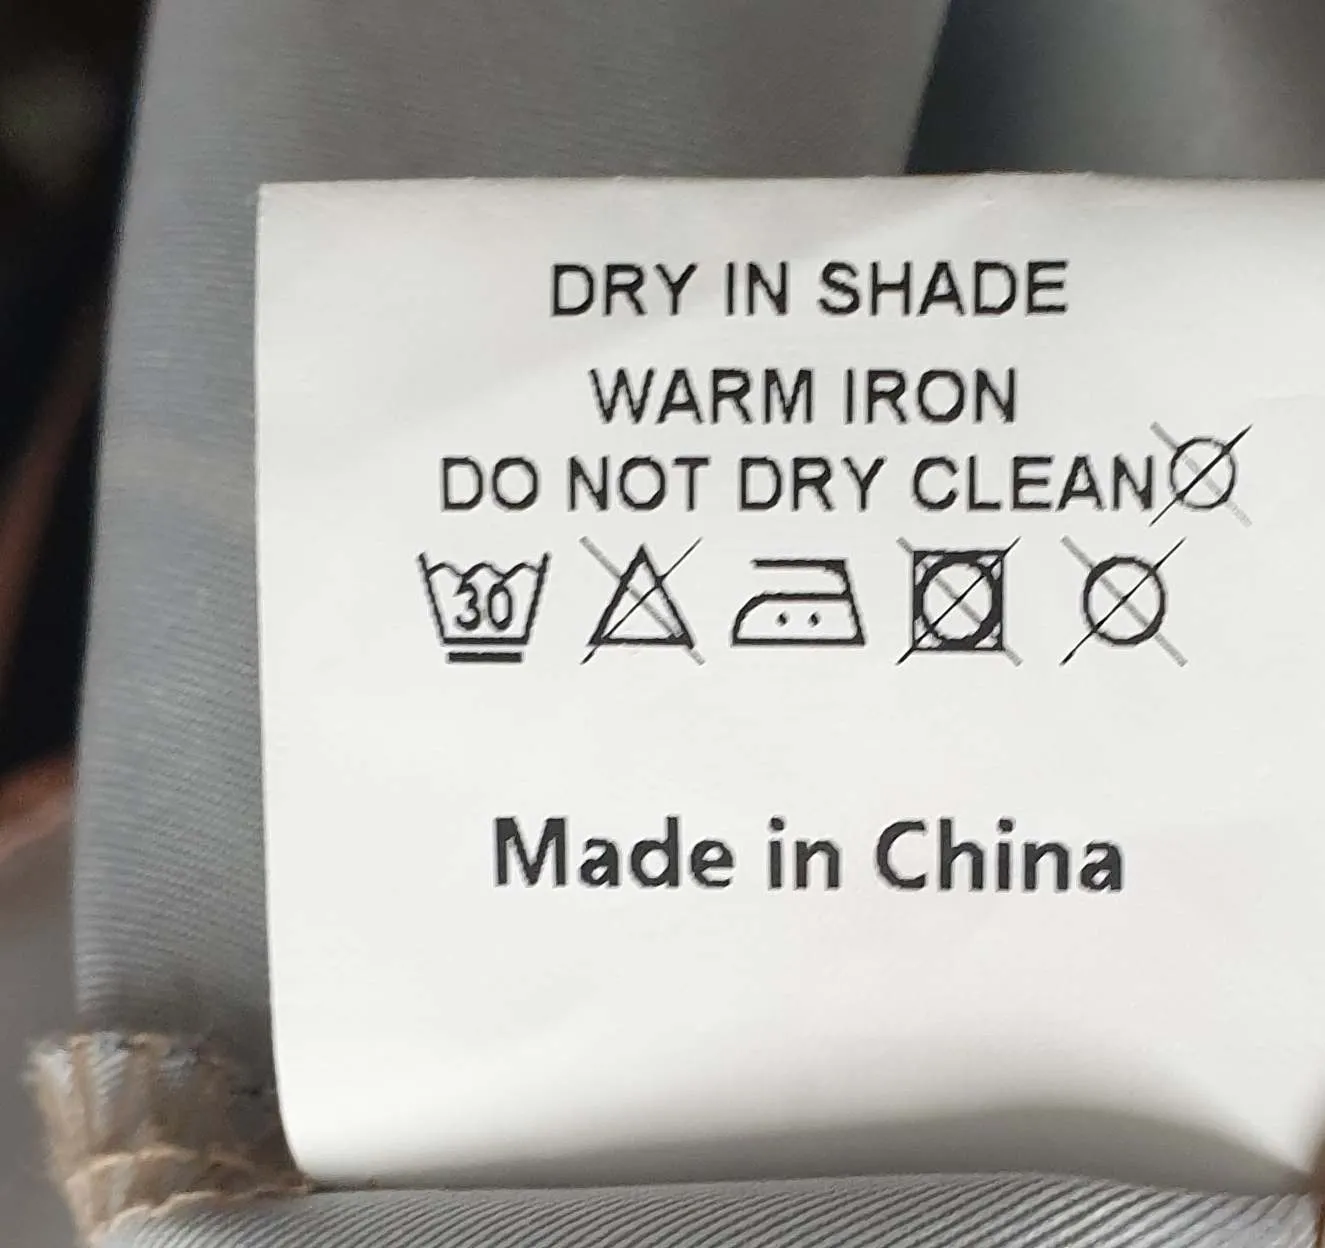 DRY IN SHADE
WARM IRON
DO NOT DRY CLEAN
30
Made in China